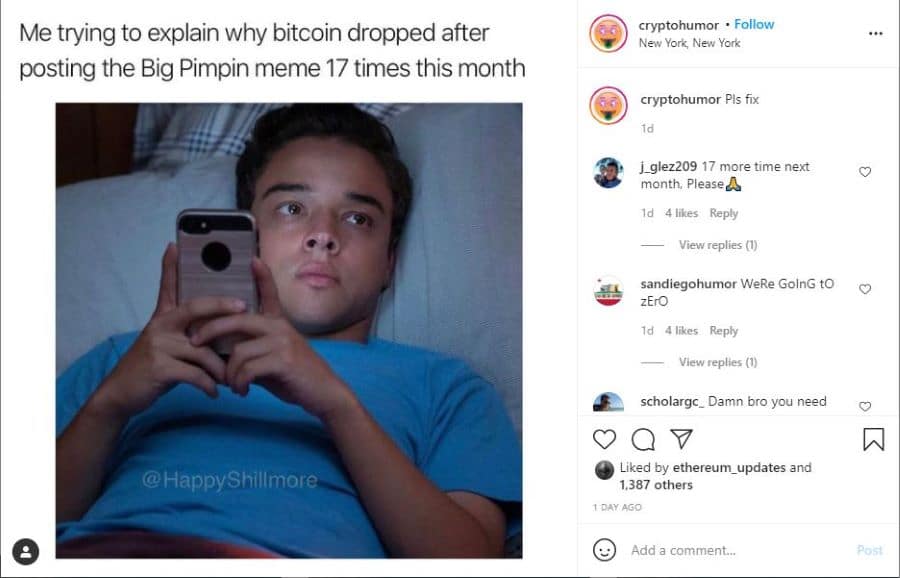 Me trying to explain why bitcoin dropped after
posting the Big Pimpin meme 17 times this month
@HappyShillmore
cryptohumor • Follow
New York, New York
cryptohumor Pls fix
1d
j_glez209 17 more time next
month, Please🙏
1d 4 likes Reply
View replies (1)
sandiegohumor WeRe GoInG tO
zErO
1d 4 likes Reply
View replies (1)
scholargc_ Damn bro you need
Liked by ethereum_updates and
1,387 others
1 DAY AGO
Add a comment...
Post